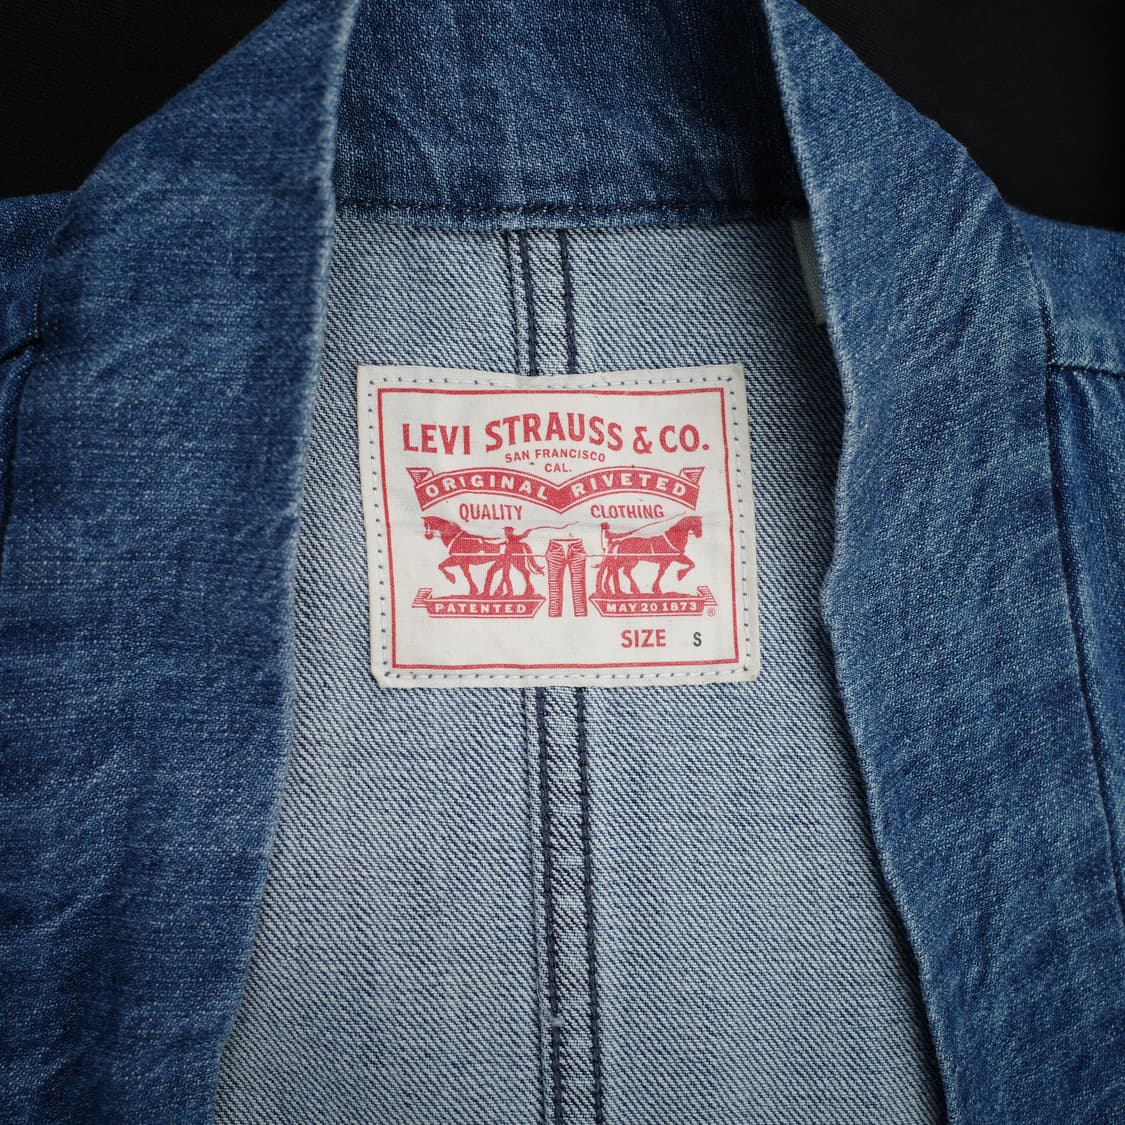 LEVI STRAUSS & CO.
SAN FRANCISCO
CAL.
ORIGINAL RIVETED
QUALITY CLOTHING
PATENTED MAY 20 1873 ®
SIZE S